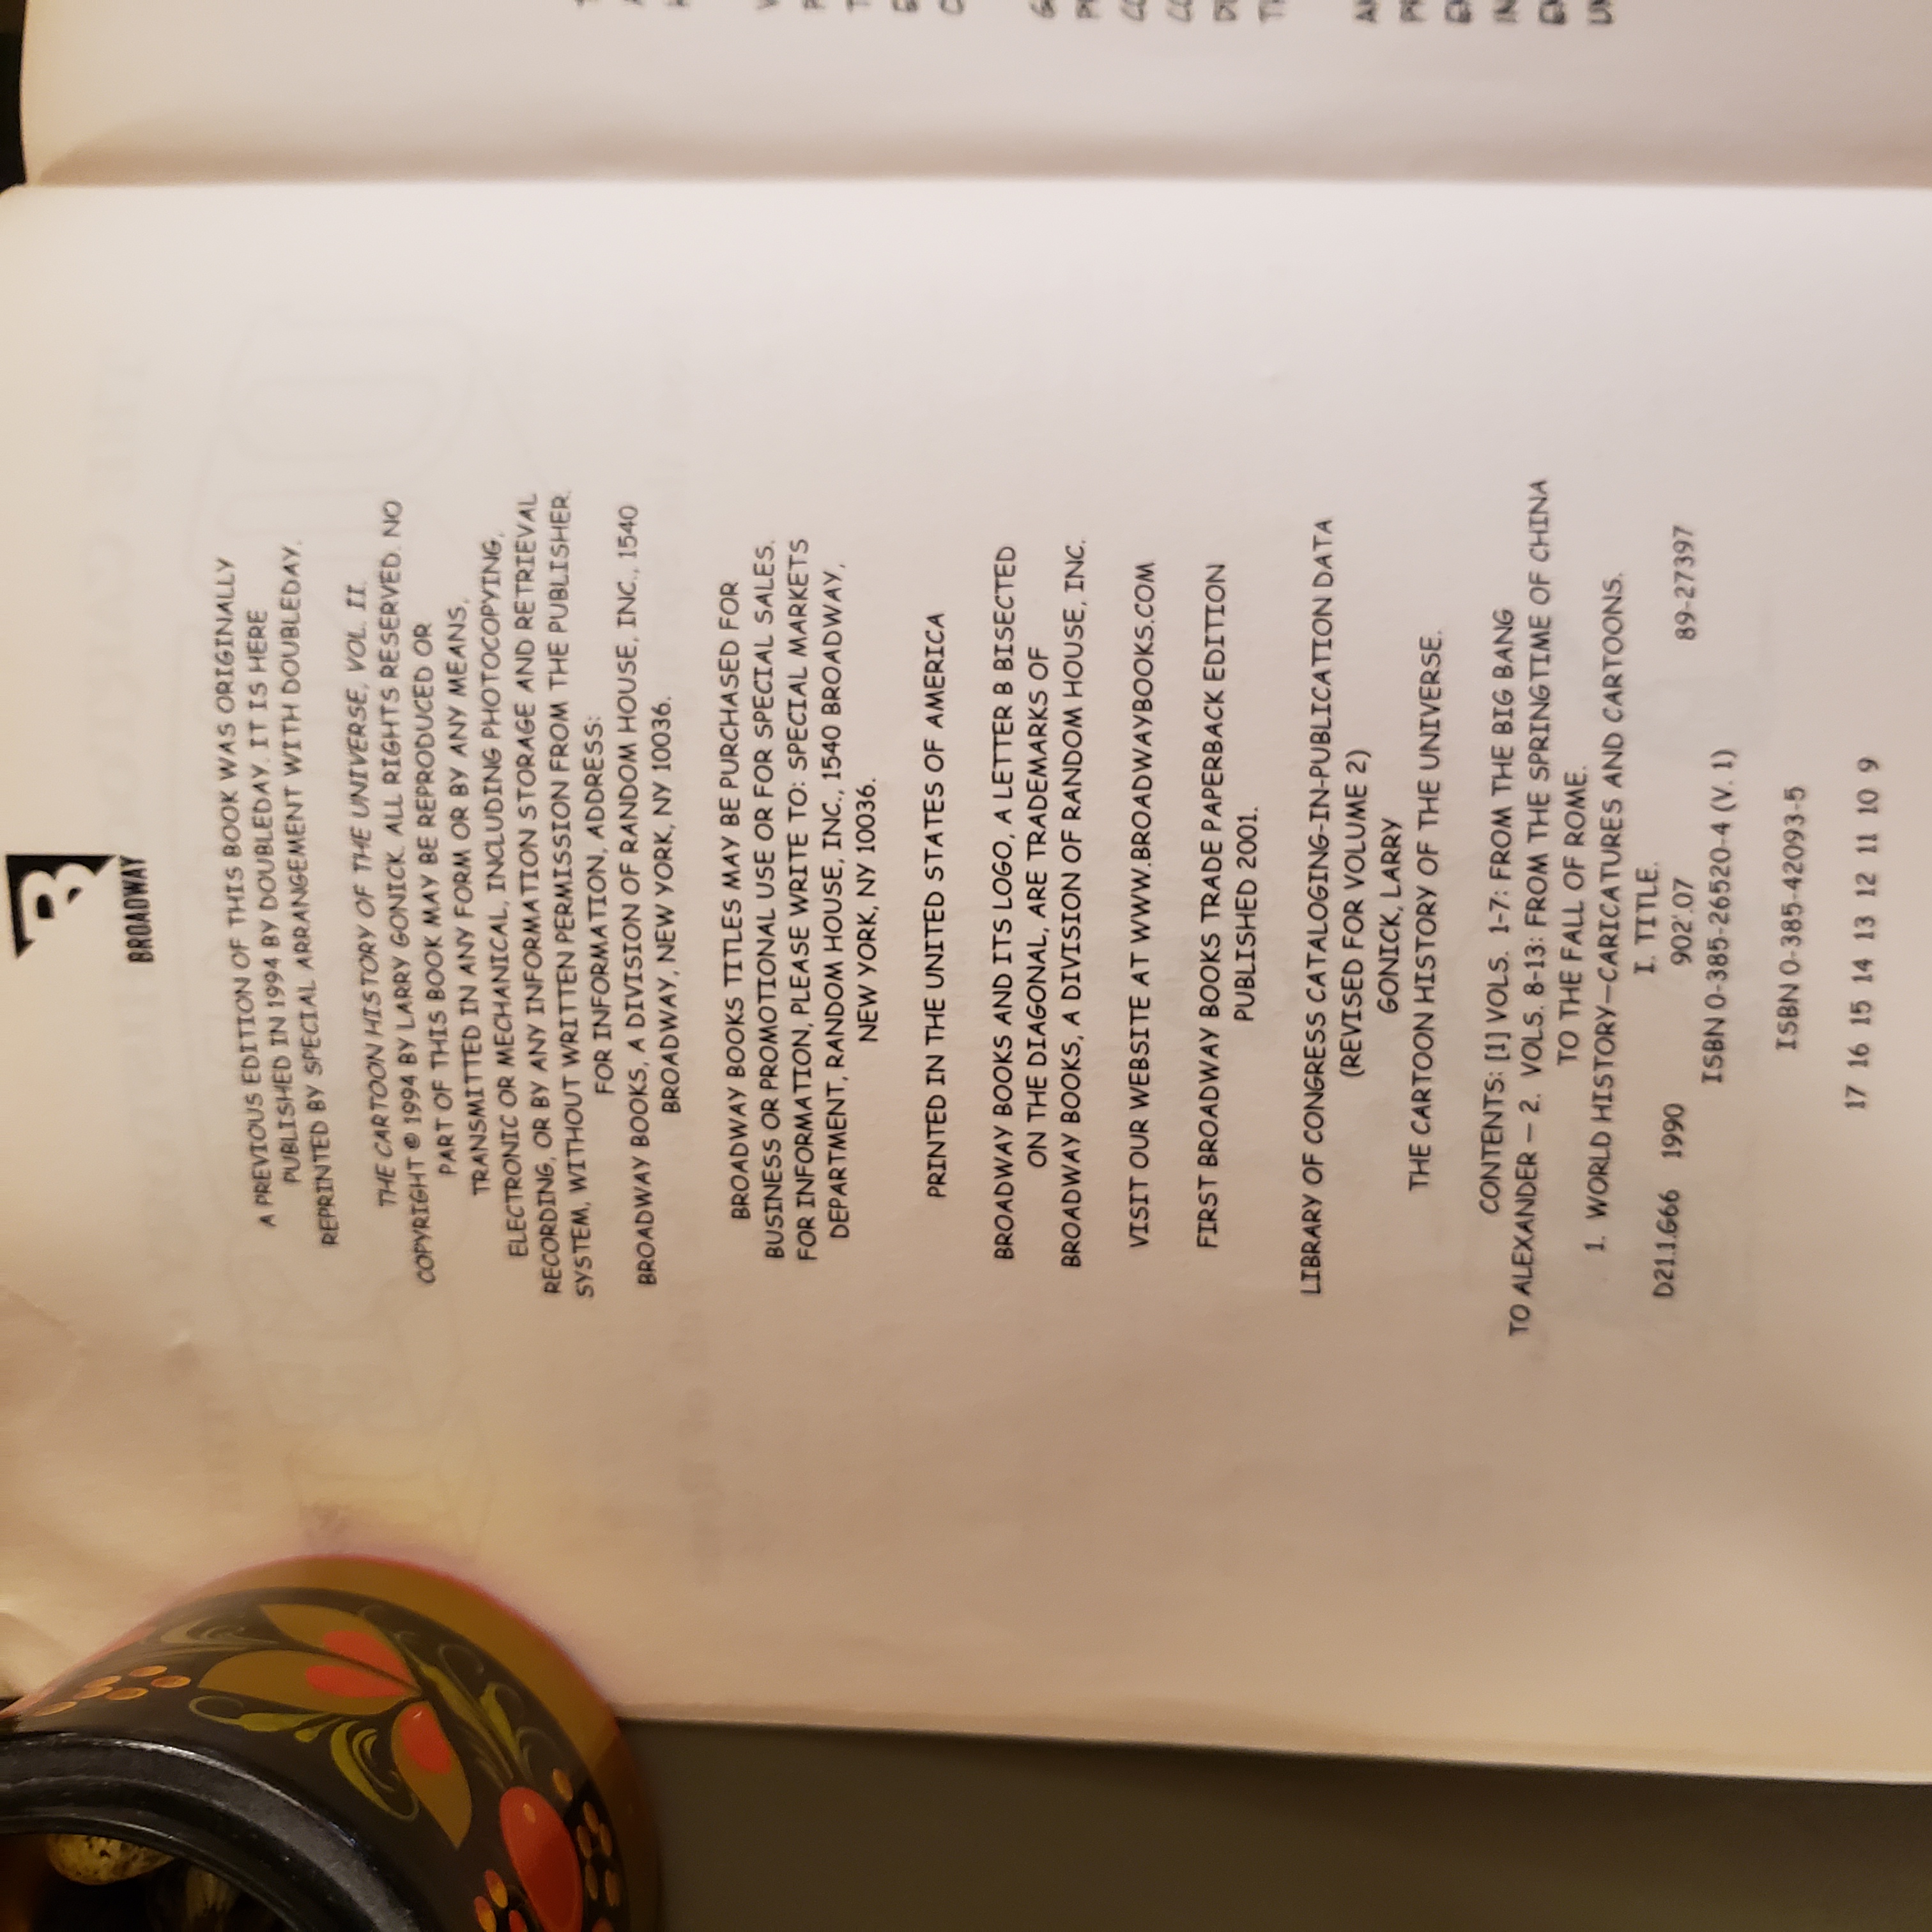 BROADWAY
A PREVIOUS EDITION OF THIS BOOK WAS ORIGINALLY
PUBLISHED IN 1994 BY DOUBLEDAY. IT IS HERE
REPRINTED BY SPECIAL ARRANGEMENT WITH DOUBLEDAY.
THE CARTOON HISTORY OF THE UNIVERSE, VOL. II.
COPYRIGHT © 1994 BY LARRY GONICK. ALL RIGHTS RESERVED. NO
PART OF THIS BOOK MAY BE REPRODUCED OR
TRANSMITTED IN ANY FORM OR BY ANY MEANS,
ELECTRONIC OR MECHANICAL, INCLUDING PHOTOCOPYING,
RECORDING, OR BY ANY INFORMATION STORAGE AND RETRIEVAL
SYSTEM, WITHOUT WRITTEN PERMISSION FROM THE PUBLISHER.
FOR INFORMATION, ADDRESS:
BROADWAY BOOKS, A DIVISION OF RANDOM HOUSE, INC., 1540
BROADWAY, NEW YORK, NY 10036.
BROADWAY BOOKS TITLES MAY BE PURCHASED FOR
BUSINESS OR PROMOTIONAL USE OR FOR SPECIAL SALES.
FOR INFORMATION, PLEASE WRITE TO: SPECIAL MARKETS
DEPARTMENT, RANDOM HOUSE, INC., 1540 BROADWAY,
NEW YORK, NY 10036.
PRINTED IN THE UNITED STATES OF AMERICA
BROADWAY BOOKS AND ITS LOGO, A LETTER B BISECTED
ON THE DIAGONAL, ARE TRADEMARKS OF
BROADWAY BOOKS, A DIVISION OF RANDOM HOUSE, INC.
VISIT OUR WEBSITE AT WWW.BROADWAYBOOKS.COM
FIRST BROADWAY BOOKS TRADE PAPERBACK EDITION
PUBLISHED 2001.
LIBRARY OF CONGRESS CATALOGING-IN-PUBLICATION DATA
(REVISED FOR VOLUME 2)
GONICK, LARRY
THE CARTOON HISTORY OF THE UNIVERSE.
CONTENTS: [1] VOLS. 1-7: FROM THE BIG BANG
TO ALEXANDER – 2. VOLS. 8-13: FROM THE SPRINGTIME OF CHINA
TO THE FALL OF ROME.
1. WORLD HISTORY—CARICATURES AND CARTOONS.
I. TITLE.
D21.1.G66 1990 902'.07 89-27397
ISBN 0-385-26520-4 (V. 1)
ISBN 0-385-42093-5
17 16 15 14 13 12 11 10 9